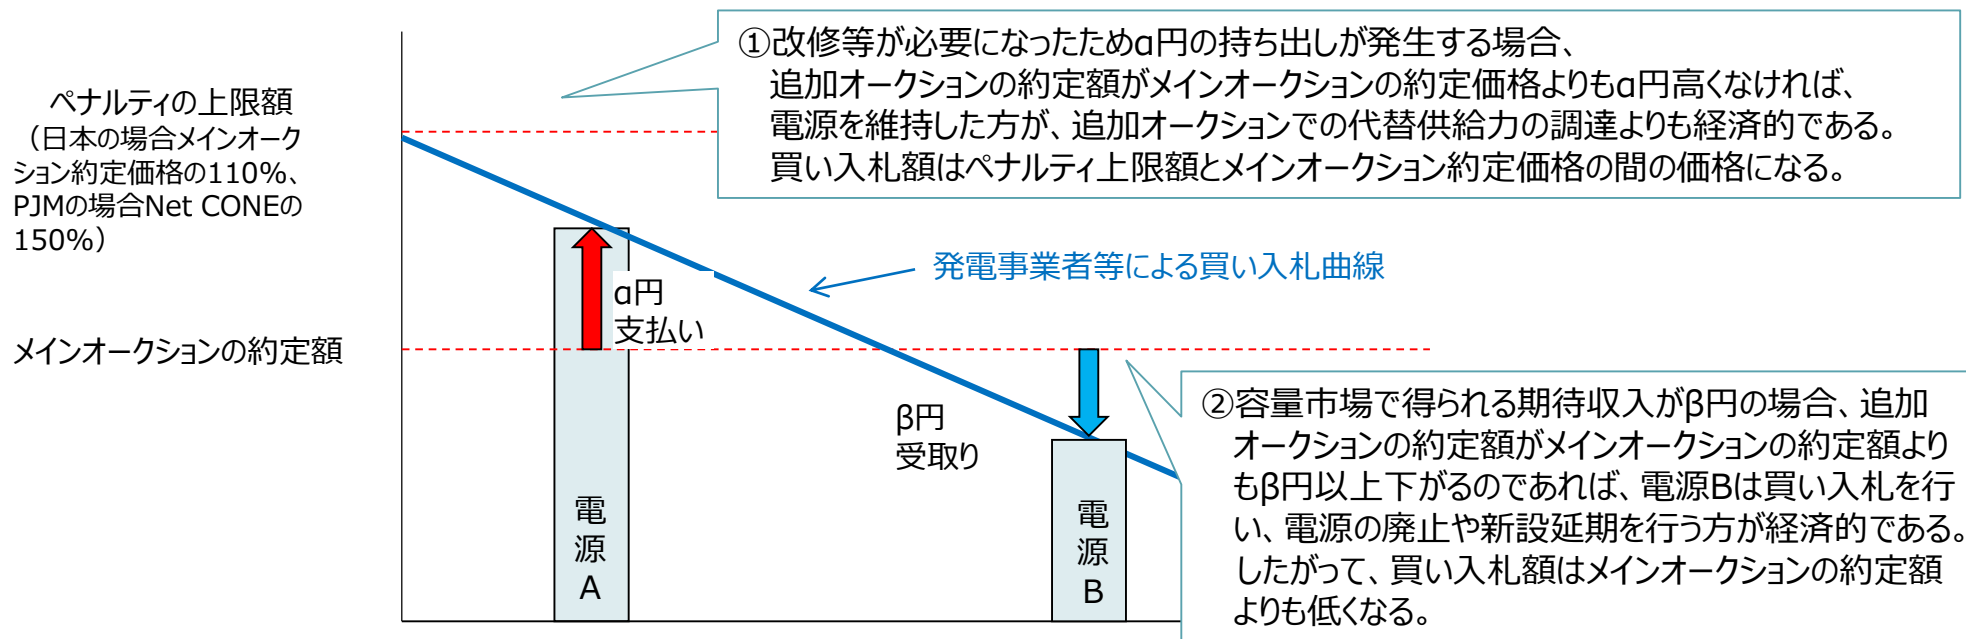 ①改修等が必要になったためα円の持ち出しが発生する場合、
追加オークションの約定額がメインオークションの約定価格よりもα円高くなければ、
電源を維持した方が、追加オークションでの代替供給力の調達よりも経済的である。
買い入札額はペナルティ上限額とメインオークション約定価格の間の価格になる。
ペナルティの上限額
（日本の場合メインオーク
ション約定価格の110%、
PJMの場合Net CONEの
150%）
発電事業者等による買い入札曲線
α円
支払い
メインオークションの約定額
β円
受取り
②容量市場で得られる期待収入がβ円の場合、追加
オークションの約定額がメインオークションの約定額より
もβ円以上下がるのであれば、電源Bは買い入札を行
い、電源の廃止や新設延期を行う方が経済的である。
したがって、買い入札額はメインオークションの約定額
よりも低くなる。
電
源
A
電
源
B